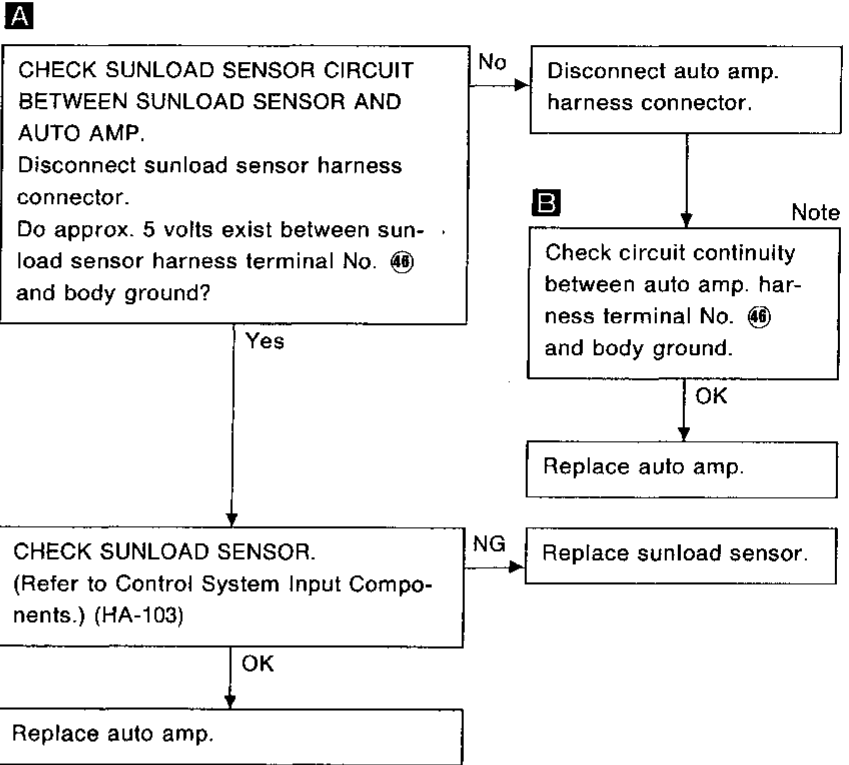 A
CHECK SUNLOAD SENSOR CIRCUIT
BETWEEN SUNLOAD SENSOR AND
AUTO AMP.
Disconnect sunload sensor harness
connector.
Do approx. 5 volts exist between sun-
load sensor harness terminal No. ㊻
and body ground?
No
Disconnect auto amp.
harness connector.
B
Note
Check circuit continuity
between auto amp. har-
ness terminal No. ㊻
and body ground.
OK
Replace auto amp.
Yes
CHECK SUNLOAD SENSOR.
(Refer to Control System Input Compo-
nents.) (HA-103)
NG
Replace sunload sensor.
OK
Replace auto amp.